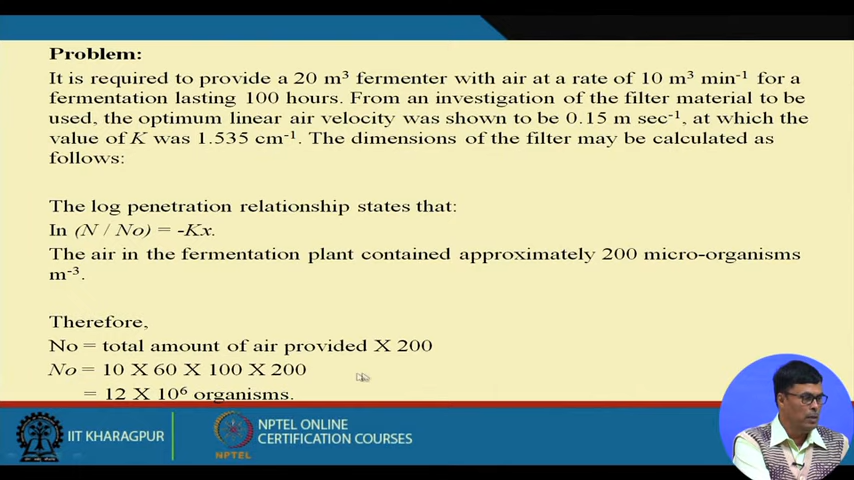 Problem:
It is required to provide a 20 m³ fermenter with air at a rate of 10 m³ min⁻¹ for a
fermentation lasting 100 hours. From an investigation of the filter material to be
used, the optimum linear air velocity was shown to be 0.15 m sec⁻¹, at which the
value of K was 1.535 cm⁻¹. The dimensions of the filter may be calculated as
follows:
The log penetration relationship states that:
In (N / No) = -Kx.
The air in the fermentation plant contained approximately 200 micro-organisms
m⁻³.
Therefore,
No = total amount of air provided X 200
No = 10 X 60 X 100 X 200
= 12 X 10⁶ organisms.
IIT KHARAGPUR
NPTEL
NPTEL ONLINE
CERTIFICATION COURSES